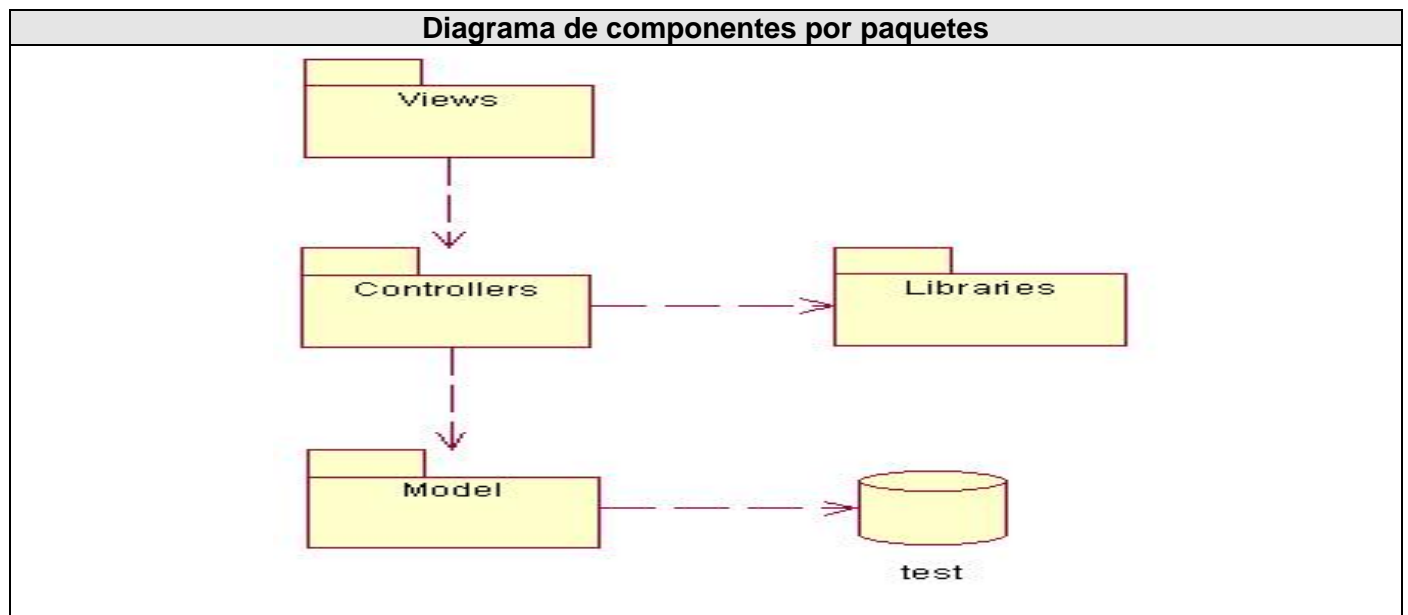 Diagrama de componentes por paquetes
Views
Controllers
Libraries
Model
test